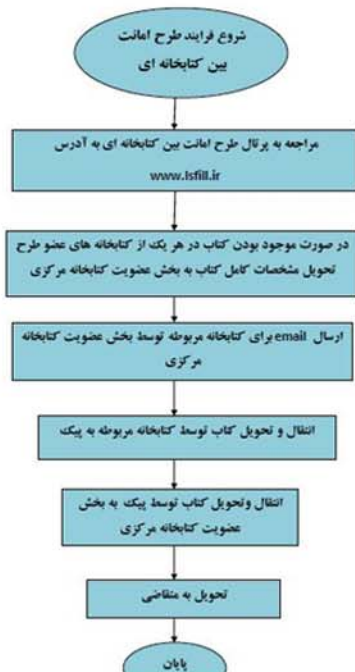 شروع فرایند طرح امانت
بین کتابخانه ای
مراجعه به پرتال طرح امانت بین کتابخانه ای به آدرس
www.lsfill.ir
در صورت موجود بودن کتاب در هر یک از کتابخانه های عضو طرح
تحویل مشخصات کامل کتاب به بخش عضویت کتابخانه مرکزی
ارسال email برای کتابخانه مربوطه توسط بخش عضویت کتابخانه
مرکزی
انتقال و تحویل کتاب توسط کتابخانه مربوطه به پیک
انتقال وتحویل کتاب توسط پیک به بخش
عضویت کتابخانه مرکزی
تحویل به متقاضی
پایان